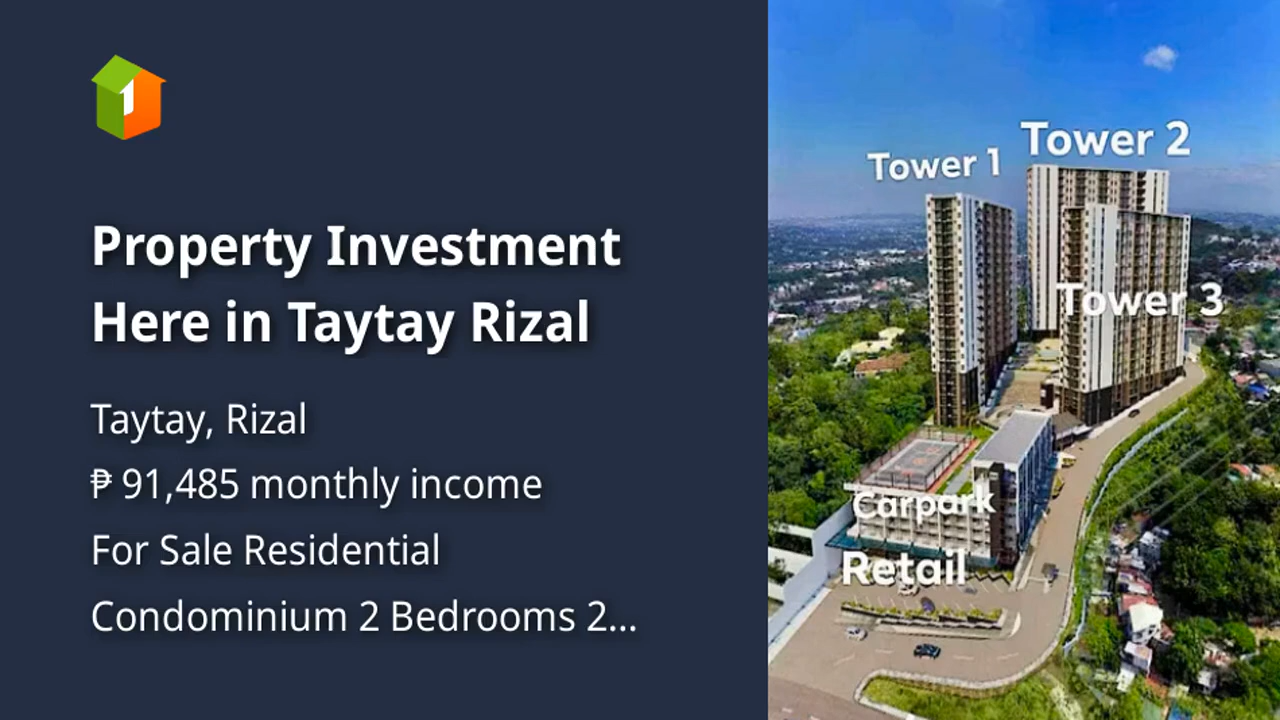 Property Investment
Here in Taytay Rizal
Taytay, Rizal
₱ 91,485 monthly income
For Sale Residential
Condominium 2 Bedrooms 2...
Tower 1
Tower 2
Tower 3
Carpark
Retail